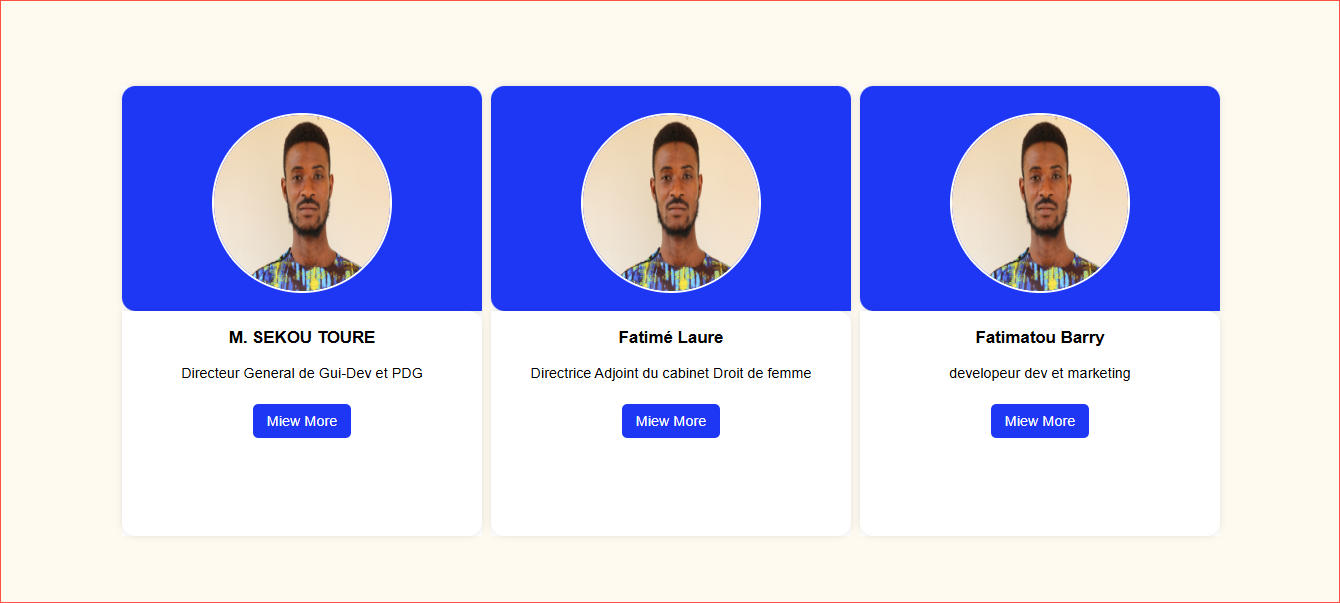 M. SEKOU TOURE
Directeur General de Gui-Dev et PDG
Miew More
Fatimé Laure
Directrice Adjoint du cabinet Droit de femme
Miew More
Fatimatou Barry
developeur dev et marketing
Miew More